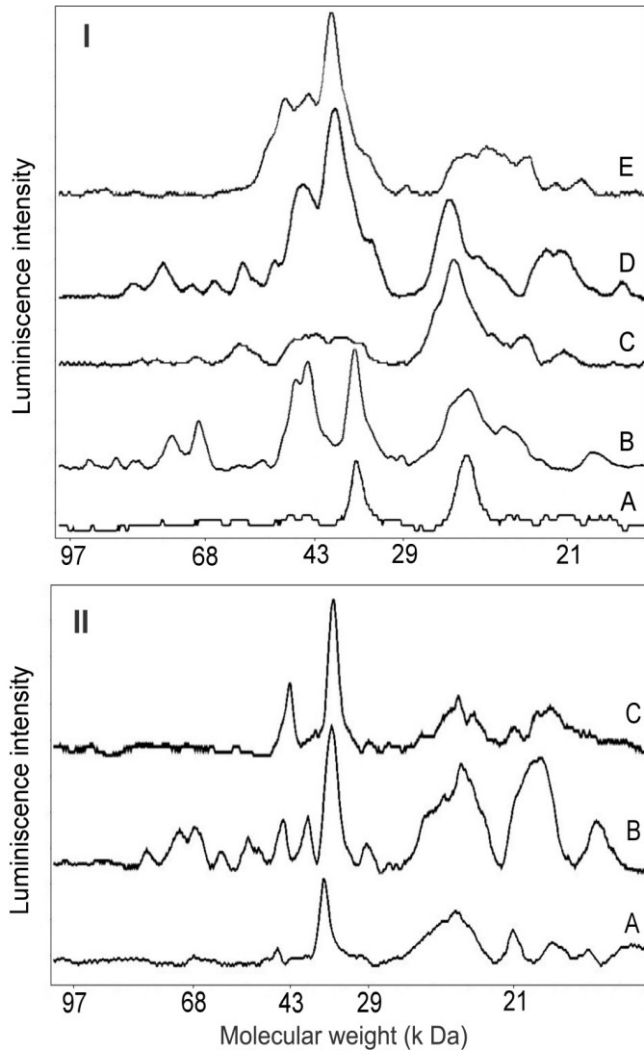 I
Luminiscence intensity
E
D
C
B
A
97 68 43 29 21
II
Luminiscence intensity
C
B
A
97 68 43 29 21
Molecular weight (k Da)